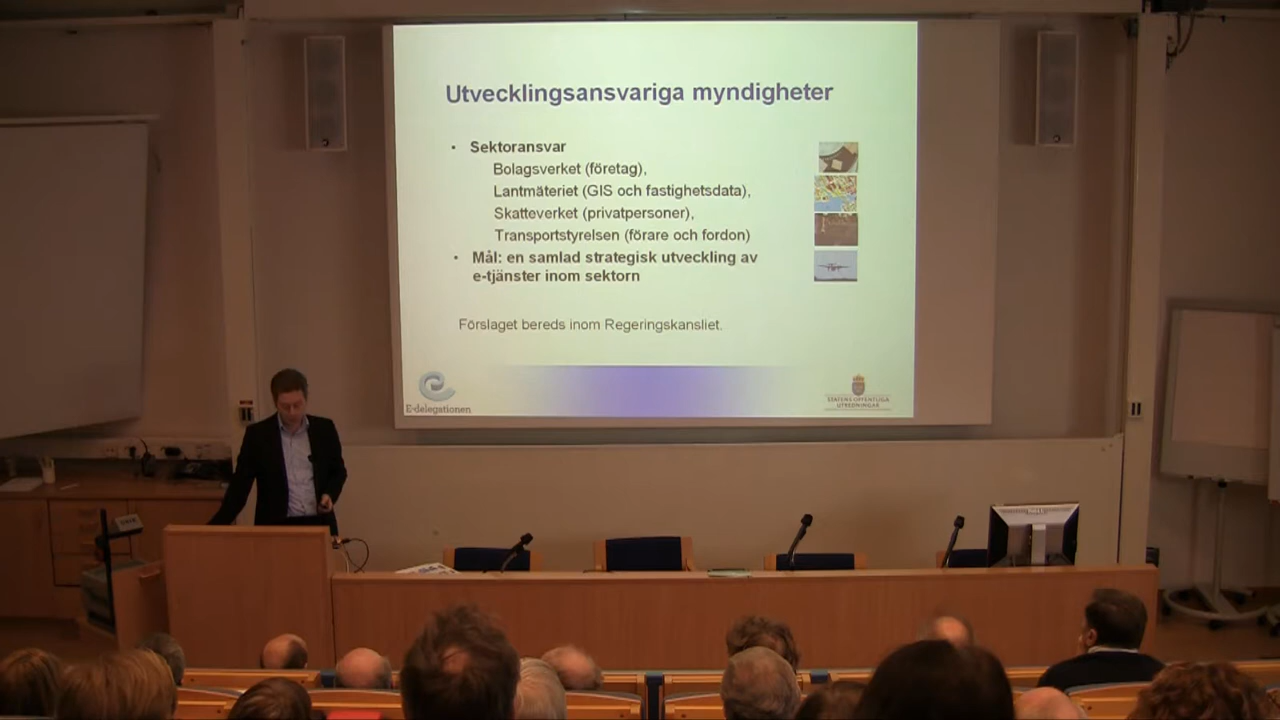 Utvecklingsansvariga myndigheter
• Sektoransvar
Bolagsverket (företag),
Lantmäteriet (GIS och fastighetsdata),
Skatteverket (privatpersoner),
Transportstyrelsen (förare och fordon)
• Mål: en samlad strategisk utveckling av
e-tjänster inom sektorn
Förslaget bereds inom Regeringskansliet.
E-delegationen
STATENS OFFENTLIGA
UTREDNINGAR
DELL